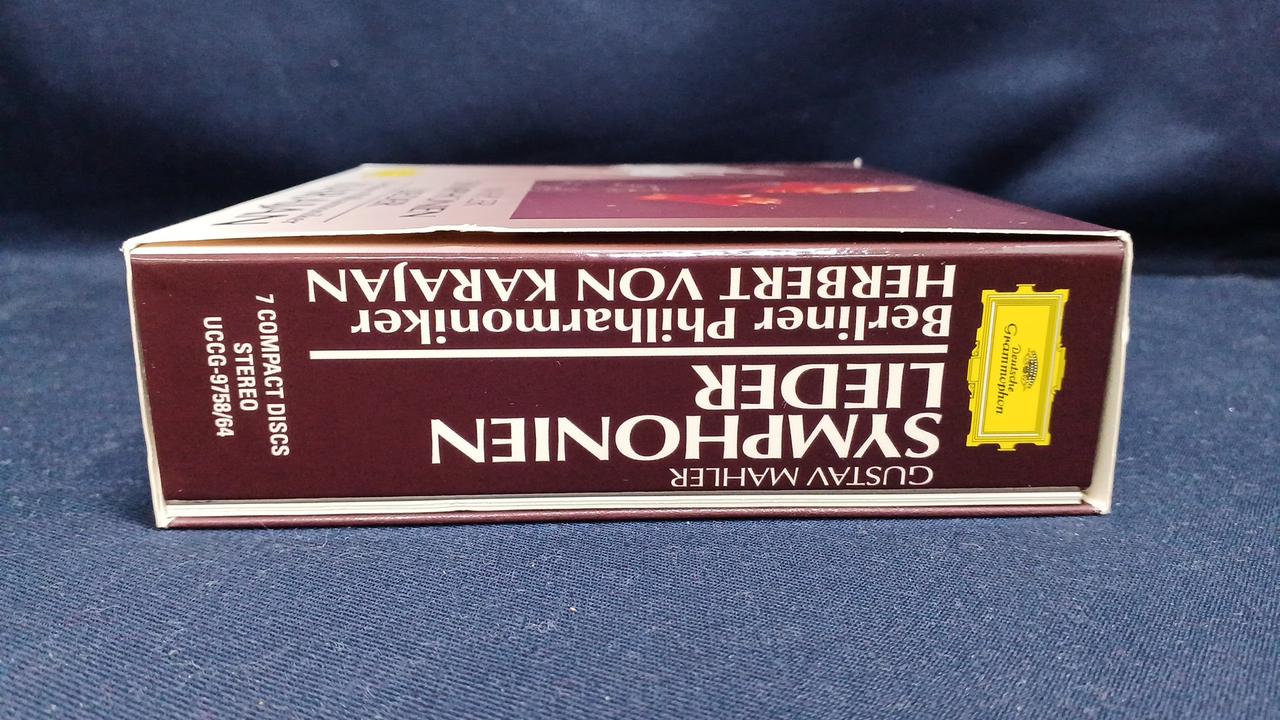 GUSTAV MAHLER
SYMPHONIEN
LIEDER
Berliner Philharmoniker
HERBERT VON KARAJAN
Deutsche
Grammophon
7 COMPACT DISCS
STEREO
UCCG-9758/64